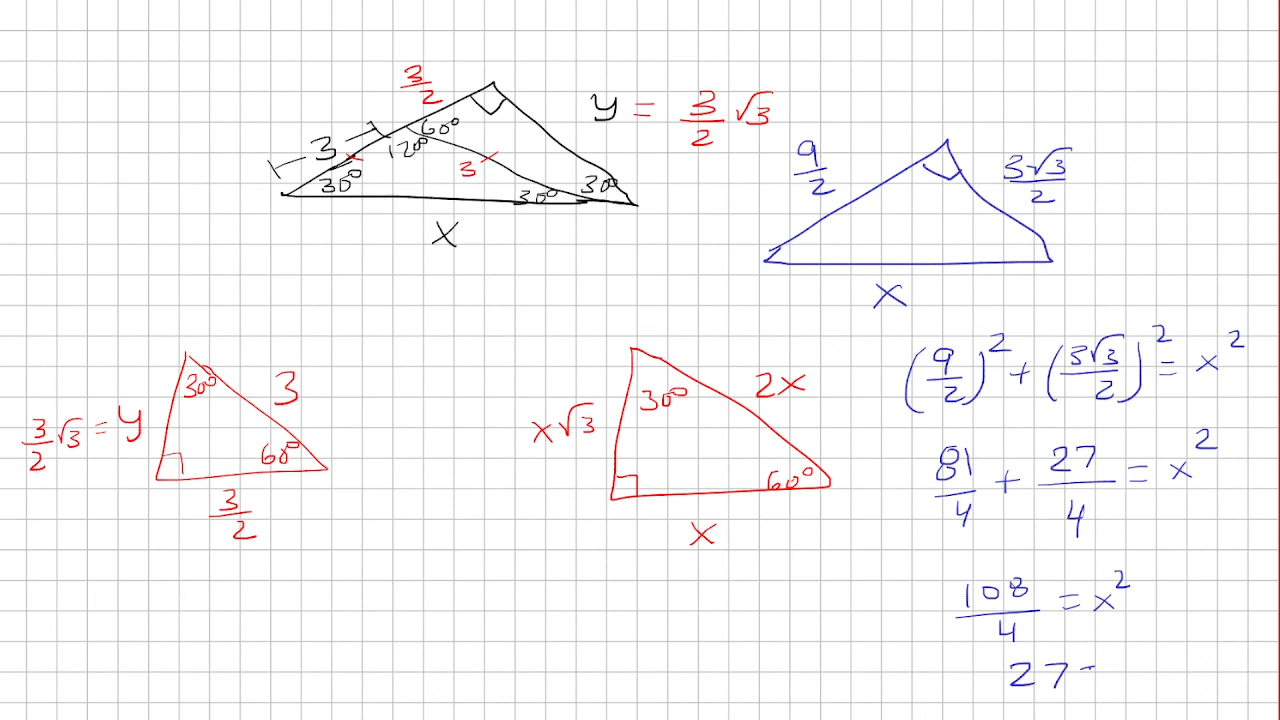 3/2
3
30°
120°
60°
3
30°
30°
x
y = 3/2 √3
9/2
3√3/2
x
30°
3
3/2 √3 = y
60°
3/2
30°
2x
x√3
60°
x
(9/2)² + (3√3/2)² = x²
81/4 + 27/4 = x²
108/4 = x²
27